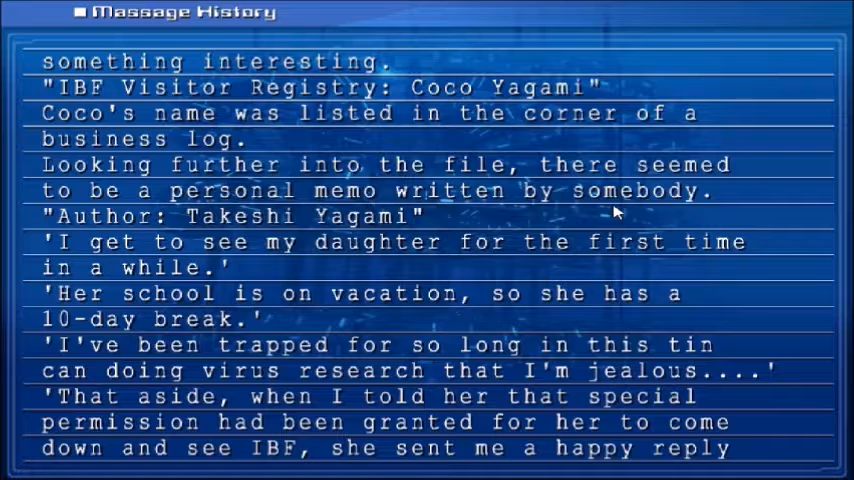 ■Massage History
something interesting.
"IBF Visitor Registry: Coco Yagami"
Coco's name was listed in the corner of a
business log.
Looking further into the file, there seemed
to be a personal memo written by somebody.
"Author: Takeshi Yagami"
'I get to see my daughter for the first time
in a while.'
'Her school is on vacation, so she has a
10-day break.'
'I've been trapped for so long in this tin
can doing virus research that I'm jealous....'
'That aside, when I told her that special
permission had been granted for her to come
down and see IBF, she sent me a happy reply